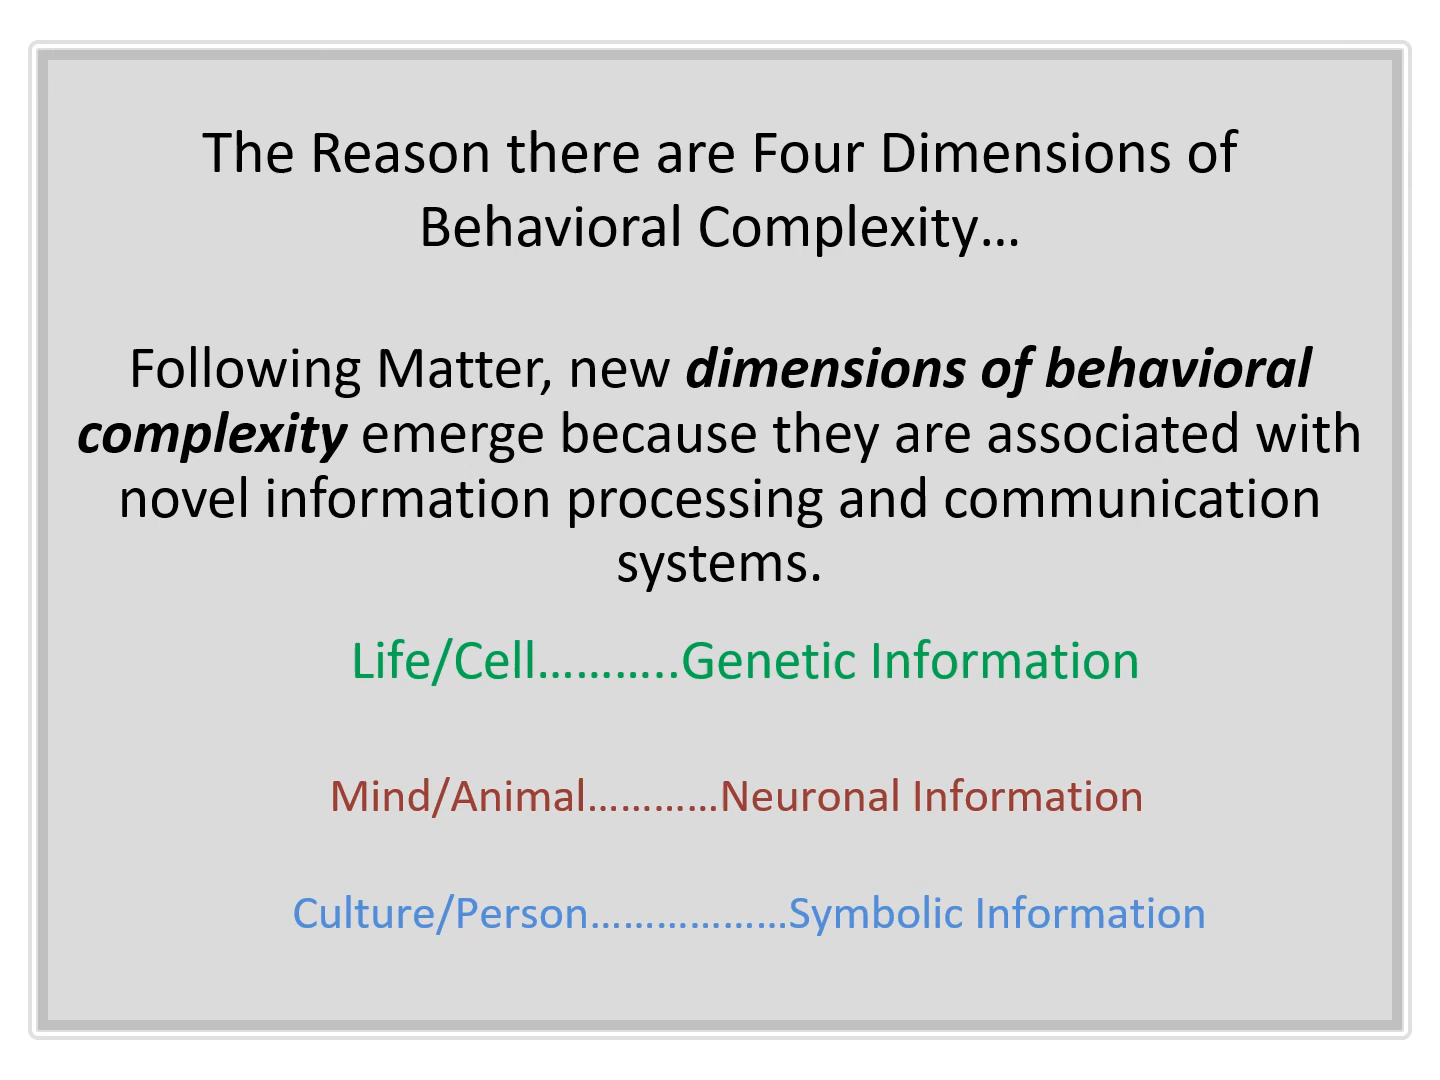 The Reason there are Four Dimensions of
Behavioral Complexity…
Following Matter, new dimensions of behavioral
complexity emerge because they are associated with
novel information processing and communication
systems.
Life/Cell………..Genetic Information
Mind/Animal…………Neuronal Information
Culture/Person………………Symbolic Information